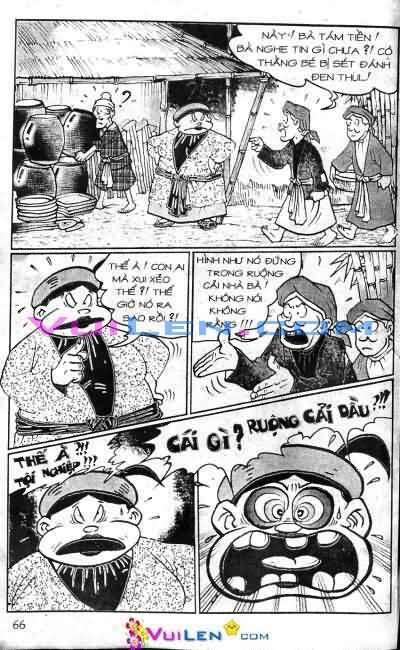 NÀY! BÀ TÁM TIỀN!
BÀ NGHE TIN GÌ CHƯA?! CÓ
THẰNG BÉ BỊ SÉT ĐÁNH
ĐEN THUI!
?
THẾ À! CON AI
MÀ XUI XẺO
THẾ?! THẾ
GIỜ NÓ RA
SAO RỒI?!
HÌNH NHƯ NÓ ĐỨNG
TRONG RUỘNG
CẢI NHÀ BÀ!
KHÔNG NÓI
KHÔNG
RẰNG!!!
VUILEN.COM
THẾ À!!!
TỘI NGHIỆP!!!
CÁI GÌ? RUỘNG CẢI DẦU?!!
66
VUILEN.COM